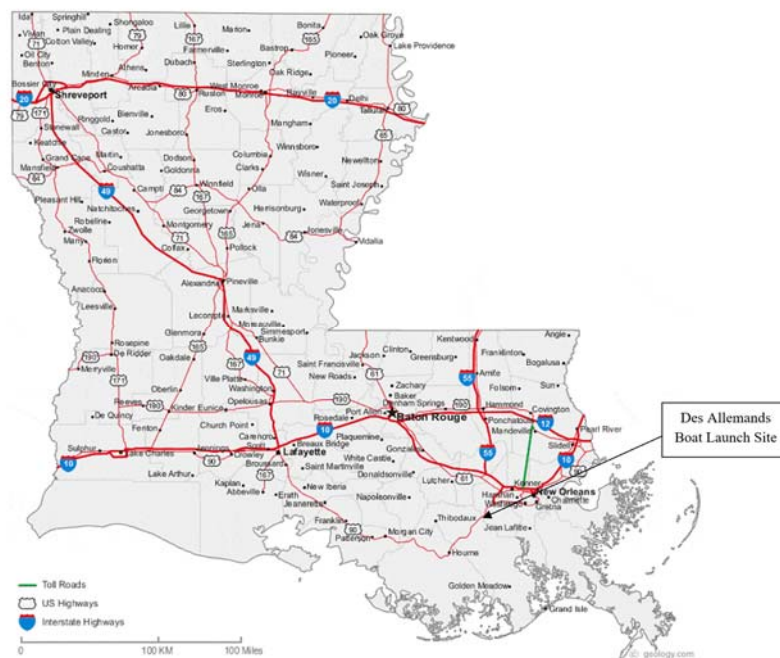 Ida
Springhill
Shongaloo
Lillie
Marion
Bonita
Oak Grove
Vivian
Plain Dealing
Cotton Valley
Homer
Farmerville
Bastrop
Pioneer
Lake Providence
Oil City
Benton
Athens
Dubach
Sterlington
Oak Ridge
Bossier City
Minden
Arcadia
Ruston
West Monroe
Monroe
Rayville
Delhi
Tallulah
Shreveport
Stonewall
Ringgold
Bienville
Eros
Mangham
Keatchie
Castor
Jonesboro
Winnsboro
Grand Cane
Martin
Dodson
Columbia
Newellton
Mansfield
Coushatta
Goldonna
Clarks
Wisner
Saint Joseph
Pleasant Hill
Campti
Winnfield
Olla
Waterproof
Natchitoches
Georgetown
Harrisonburg
Robeline
Montgomery
Jena
Jonesville
Vidalia
Zwolle
Many
Colfax
Pollock
Florien
Alexandria
Pineville
Anacoco
Leesville
Lecompte
Marksville
Mansura
Simmesport
Glenmora
Bunkie
Rosepine
De Ridder
Oakdale
Merryville
Ville Platte
Washington
Saint Francisville
New Roads
Jackson
Clinton
Greensburg
Kentwood
Franklinton
Angie
Bogalusa
Amite
Folsom
Sun
Zachary
Baker
Denham Springs
Hammond
Covington
Oberlin
Reeves
Kinder
Eunice
Opelousas
Rosedale
Port Allen
Baton Rouge
Ponchatoula
Mandeville
Pearl River
Slidell
De Quincy
Fenton
Church Point
Carencro
Scott
Breaux Bridge
Plaquemine
Gonzales
Sulphur
Lake Charles
Jennings
Crowley
Lafayette
Broussard
Saint Martinville
White Castle
Donaldsonville
Lutcher
Kenner
New Orleans
Harahan
Chalmette
Gretna
Lake Arthur
Kaplan
Abbeville
Erath
New Iberia
Jeanerette
Napoleonville
Thibodaux
Jean Lafitte
Franklin
Patterson
Morgan City
Houma
Golden Meadow
Grand Isle
Des Allemands
Boat Launch Site
Toll Roads
US Highways
Interstate Highways
0
100 KM
100 Miles
© geology.com